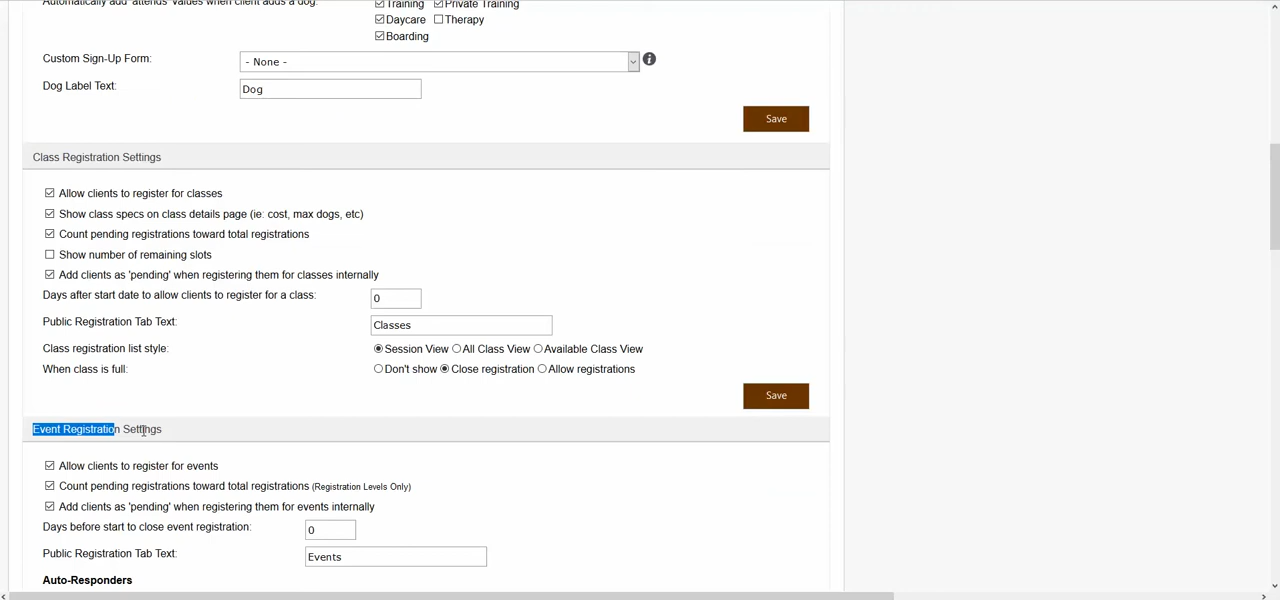 Automatically add 'attends' values when client adds a dog:
Training Private Training
Daycare Therapy
Boarding
Custom Sign-Up Form:
- None -
Dog Label Text:
Dog
Save
Class Registration Settings
Allow clients to register for classes
Show class specs on class details page (ie: cost, max dogs, etc)
Count pending registrations toward total registrations
Show number of remaining slots
Add clients as 'pending' when registering them for classes internally
Days after start date to allow clients to register for a class:
0
Public Registration Tab Text:
Classes
Class registration list style:
Session View All Class View Available Class View
When class is full:
Don't show Close registration Allow registrations
Save
Event Registration Settings
Allow clients to register for events
Count pending registrations toward total registrations (Registration Levels Only)
Add clients as 'pending' when registering them for events internally
Days before start to close event registration:
0
Public Registration Tab Text:
Events
Auto-Responders